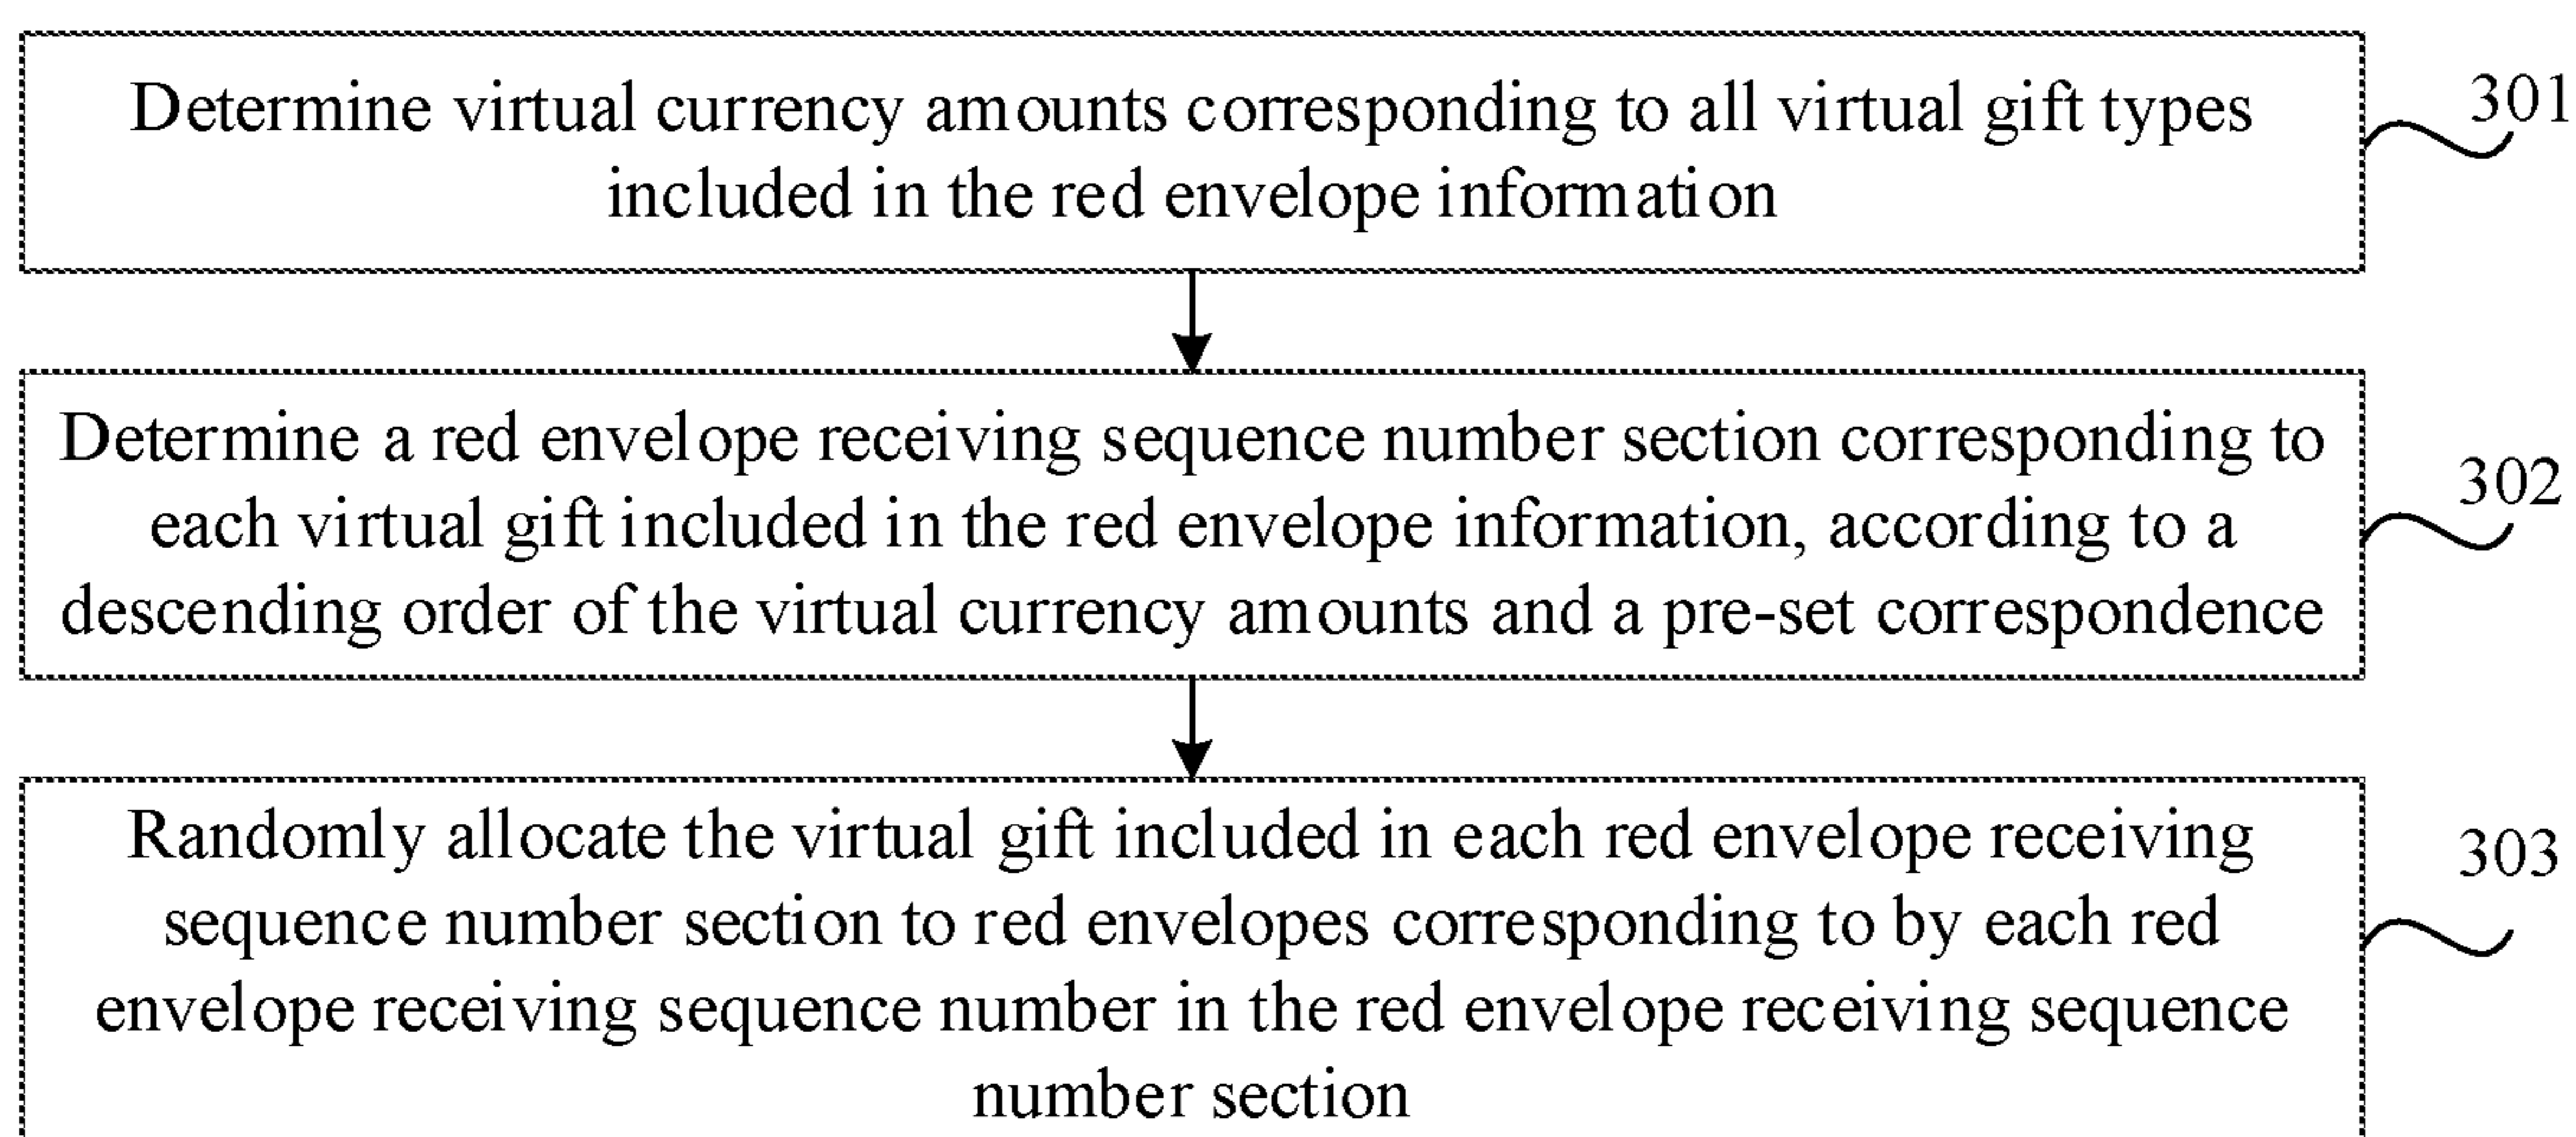 Determine virtual currency amounts corresponding to all virtual gift types
included in the red envelope information
301
Determine a red envelope receiving sequence number section corresponding to
each virtual gift included in the red envelope information, according to a
descending order of the virtual currency amounts and a pre-set correspondence
302
Randomly allocate the virtual gift included in each red envelope receiving
sequence number section to red envelopes corresponding to by each red
envelope receiving sequence number in the red envelope receiving sequence
number section
303